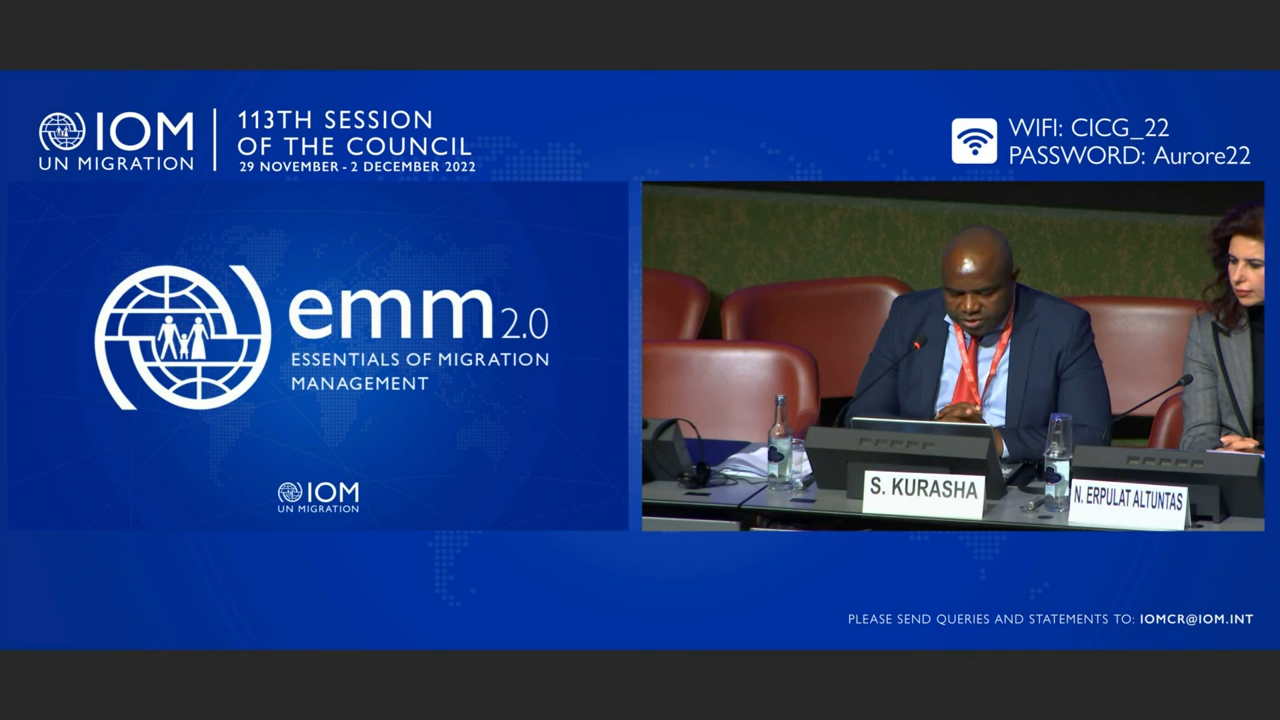 IOM
UN MIGRATION
113TH SESSION
OF THE COUNCIL
29 NOVEMBER - 2 DECEMBER 2022
WIFI: CICG_22
PASSWORD: Aurore22
emm2.0
ESSENTIALS OF MIGRATION
MANAGEMENT
IOM
UN MIGRATION
S. KURASHA
N. ERPULAT ALTUNTAS
PLEASE SEND QUERIES AND STATEMENTS TO: IOMCR@IOM.INT